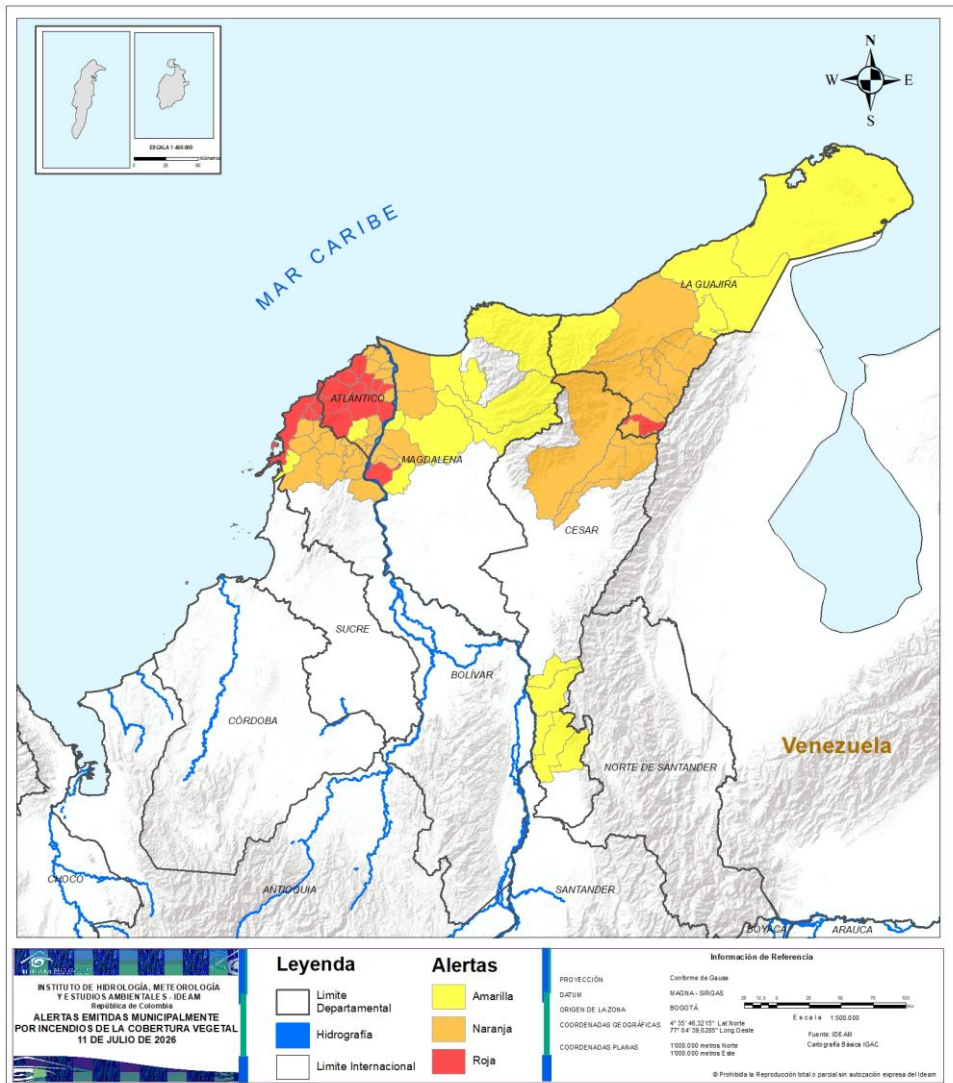 ESCALA 1:400.000
Kilómetros
N
W
E
S
MAR CARIBE
LA GUAJIRA
ATLÁNTICO
MAGDALENA
CESAR
SUCRE
BOLÍVAR
CÓRDOBA
Venezuela
NORTE DE SANTANDER
CHOCÓ
ANTIOQUIA
SANTANDER
BOYACÁ
ARAUCA
IDEAM
INSTITUTO DE HIDROLOGÍA, METEOROLOGÍA
Y ESTUDIOS AMBIENTALES - IDEAM
República de Colombia
ALERTAS EMITIDAS MUNICIPALMENTE
POR INCENDIOS DE LA COBERTURA VEGETAL
11 DE JULIO DE 2026
Leyenda
Limite
Departamental
Hidrografía
Limite Internacional
Alertas
Amarilla
Naranja
Roja
Información de Referencia
PROYECCIÓN Conforme de Gauss
DATUM MAGNA - SIRGAS
ORIGEN DE LA ZONA BOGOTÁ
COORDENADAS GEOGRÁFICAS 4° 35' 46,3215" Lat.Norte
77° 04' 39,0285" Long.Oeste
COORDENADAS PLANAS 1'000.000 metros Norte
1'000.000 metros Este
Escala 1:500.000
Fuente: IDEAM
Cartografía Básica IGAC
© Prohibida la Reproducción total o parcial sin autización expresa del Ideam